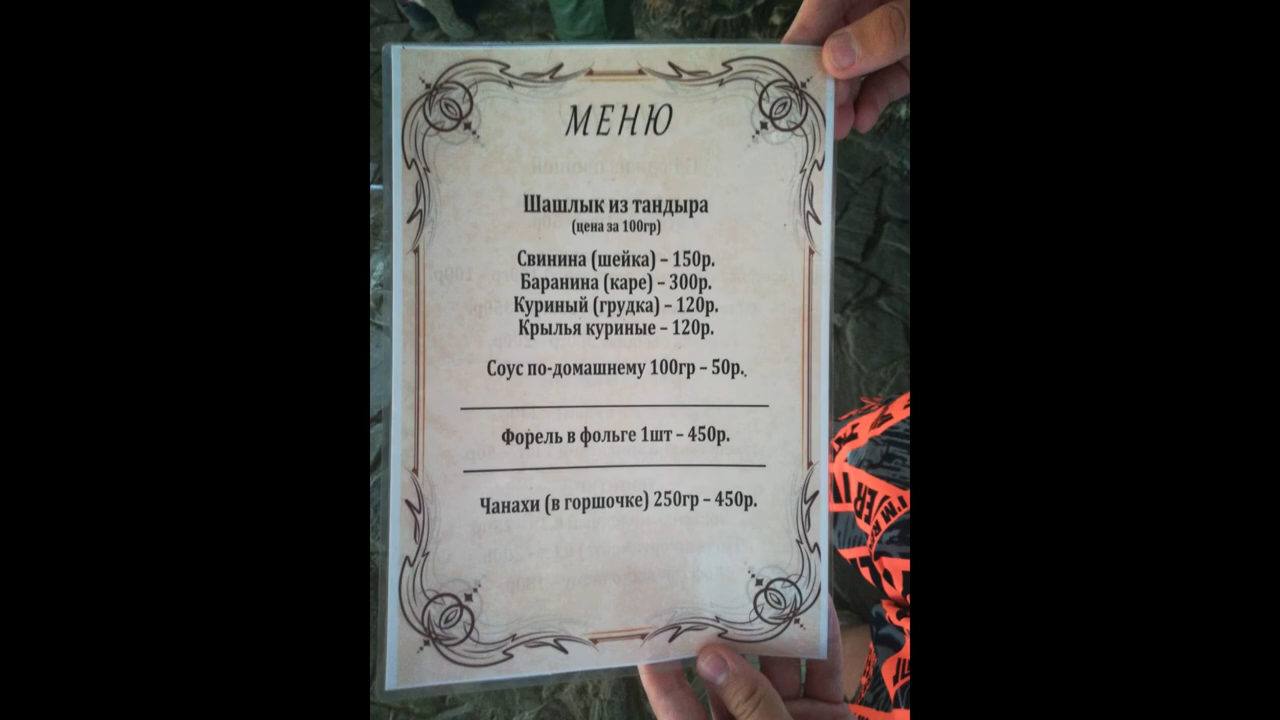 МЕНЮ
Шашлык из тандыра
(цена за 100гр)
Свинина (шейка) – 150р.
Баранина (каре) – 300р.
Куриный (грудка) – 120р.
Крылья куриные – 120р.
Соус по-домашнему 100гр – 50р.
Форель в фольге 1шт – 450р.
Чанахи (в горшочке) 250гр – 450р.
I'M